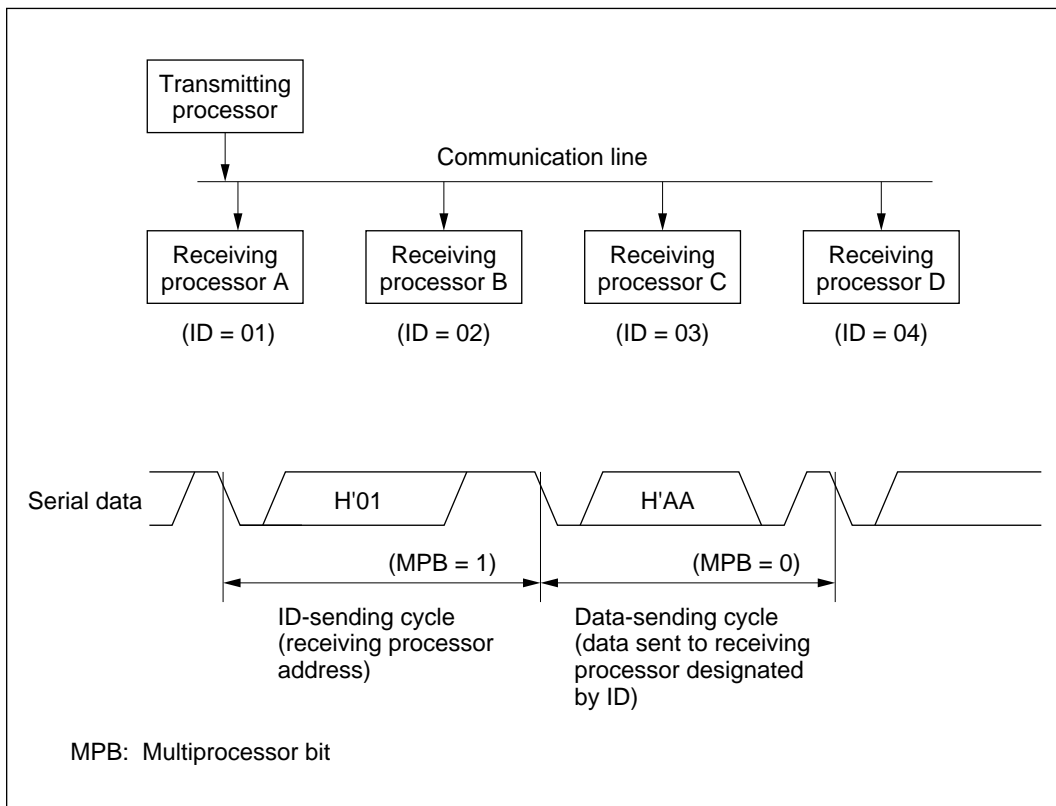 Transmitting
processor
Communication line
Receiving
processor A
Receiving
processor B
Receiving
processor C
Receiving
processor D
(ID = 01)
(ID = 02)
(ID = 03)
(ID = 04)
Serial data
H'01
H'AA
(MPB = 1)
(MPB = 0)
ID-sending cycle
(receiving processor
address)
Data-sending cycle
(data sent to receiving
processor designated
by ID)
MPB: Multiprocessor bit